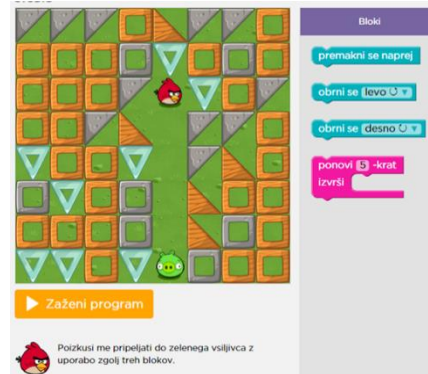 Bloki
premakni se naprej
obrni se levo ↺ ▼
obrni se desno ↻ ▼
ponovi 5 -krat
izvrši
Zaženi program
Poizkusi me pripeljati do zelenega vsiljivca z
uporabo zgolj treh blokov.